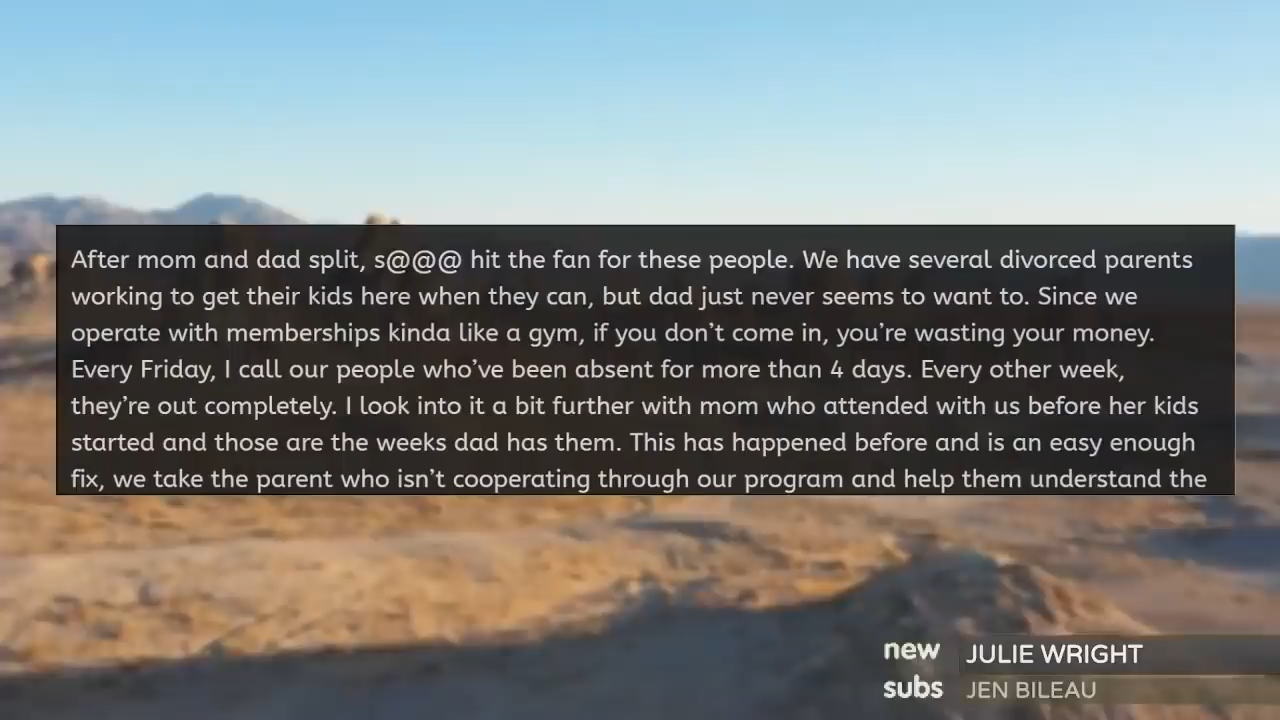 After mom and dad split, s@@@ hit the fan for these people. We have several divorced parents
working to get their kids here when they can, but dad just never seems to want to. Since we
operate with memberships kinda like a gym, if you don’t come in, you’re wasting your money.
Every Friday, I call our people who’ve been absent for more than 4 days. Every other week,
they’re out completely. I look into it a bit further with mom who attended with us before her kids
started and those are the weeks dad has them. This has happened before and is an easy enough
fix, we take the parent who isn’t cooperating through our program and help them understand the
new subs
JULIE WRIGHT
JEN BILEAU